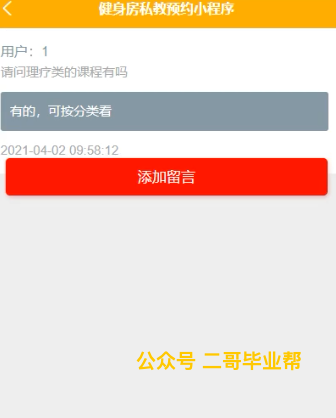 健身房私教预约小程序
用户：1
请问理疗类的课程有吗
有的，可按分类看
2021-04-02 09:58:12
添加留言
公众号 二哥毕业帮